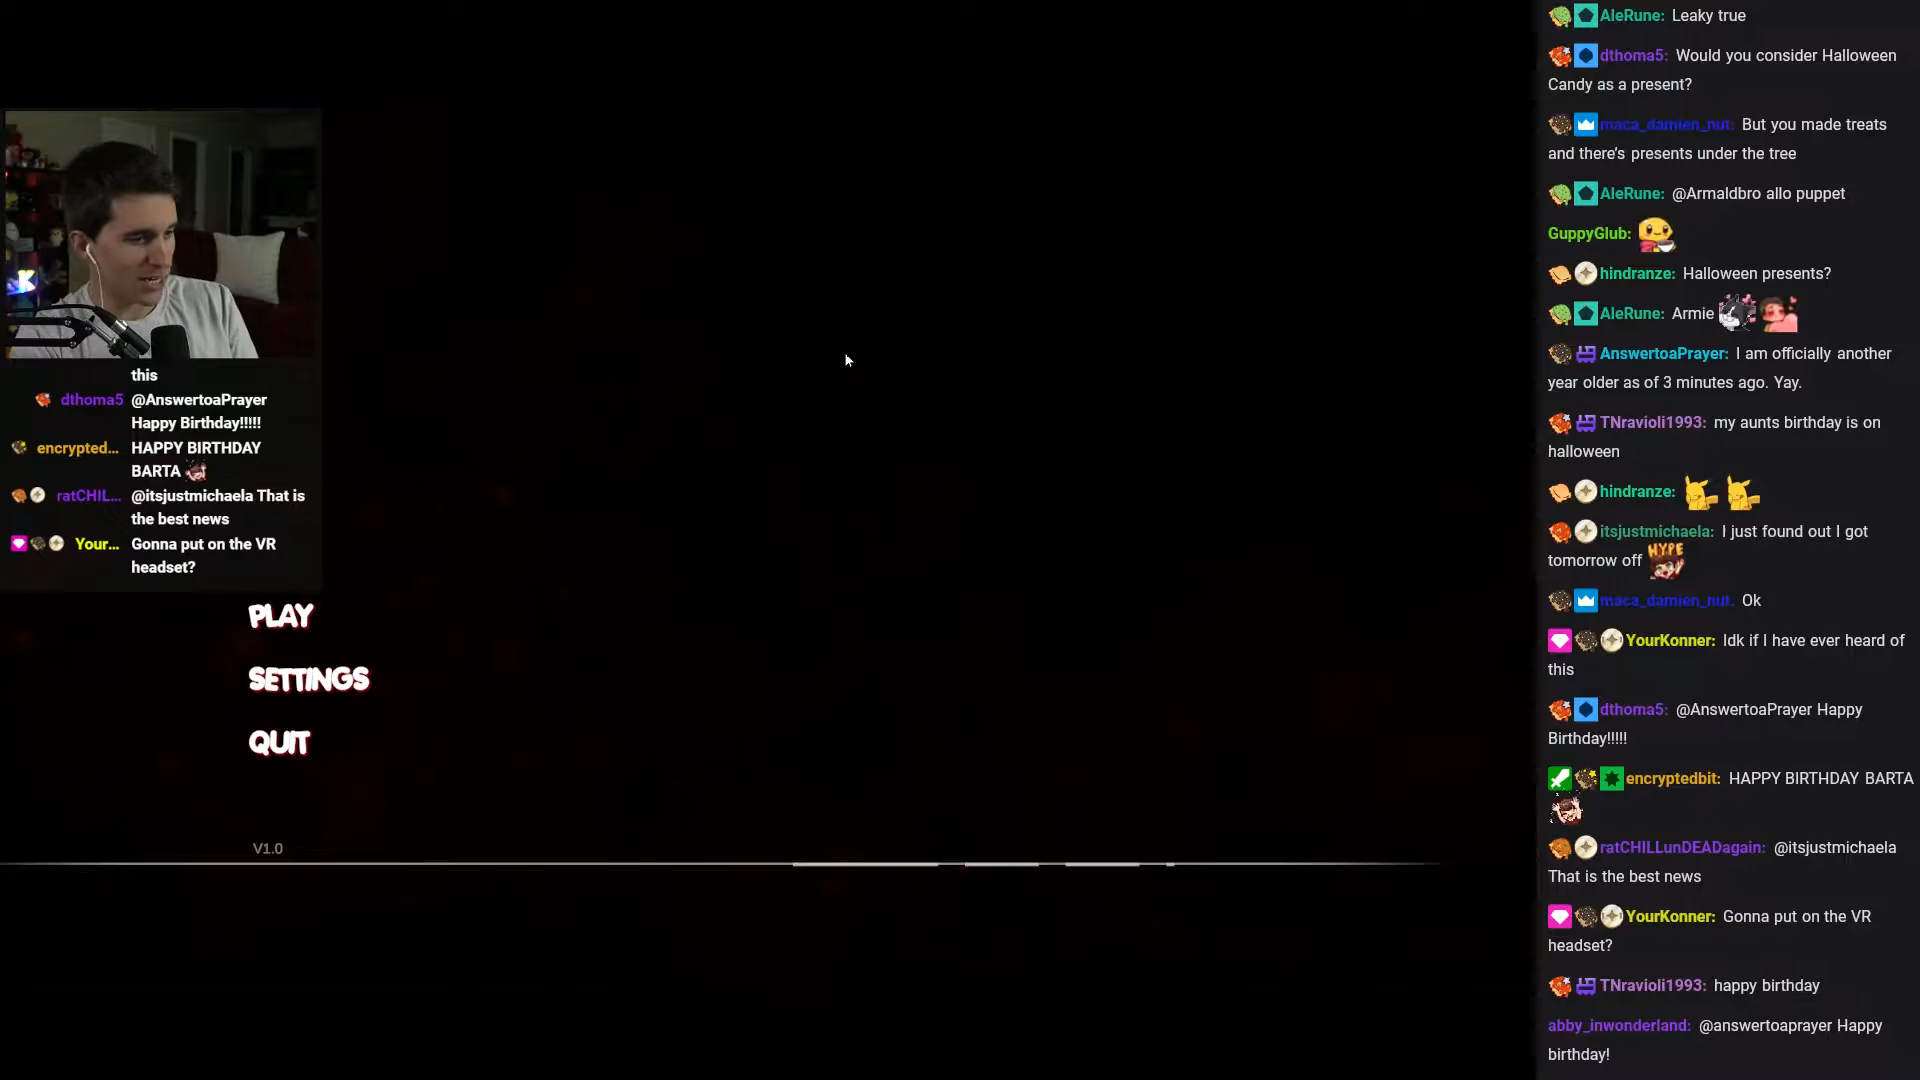 this
dthoma5 @AnswertoaPrayer
Happy Birthday!!!!!
encrypted... HAPPY BIRTHDAY
BARTA
ratCHIL... @itsjustmichaela That is
the best news
Your... Gonna put on the VR
headset?
PLAY
SETTINGS
QUIT
V1.0
AleRune: Leaky true
dthoma5: Would you consider Halloween
Candy as a present?
maca_damien_nut: But you made treats
and there's presents under the tree
AleRune: @Armaldbro allo puppet
GuppyGlub:
hindranze: Halloween presents?
AleRune: Armie
AnswertoaPrayer: I am officially another
year older as of 3 minutes ago. Yay.
TNravioli1993: my aunts birthday is on
halloween
hindranze:
itsjustmichaela: I just found out I got
tomorrow off HYPE
maca_damien_nut: Ok
YourKonner: Idk if I have ever heard of
this
dthoma5: @AnswertoaPrayer Happy
Birthday!!!!!
encryptedbit: HAPPY BIRTHDAY BARTA
ratCHILLunDEADagain: @itsjustmichaela
That is the best news
YourKonner: Gonna put on the VR
headset?
TNravioli1993: happy birthday
abby_inwonderland: @answertoaprayer Happy
birthday!